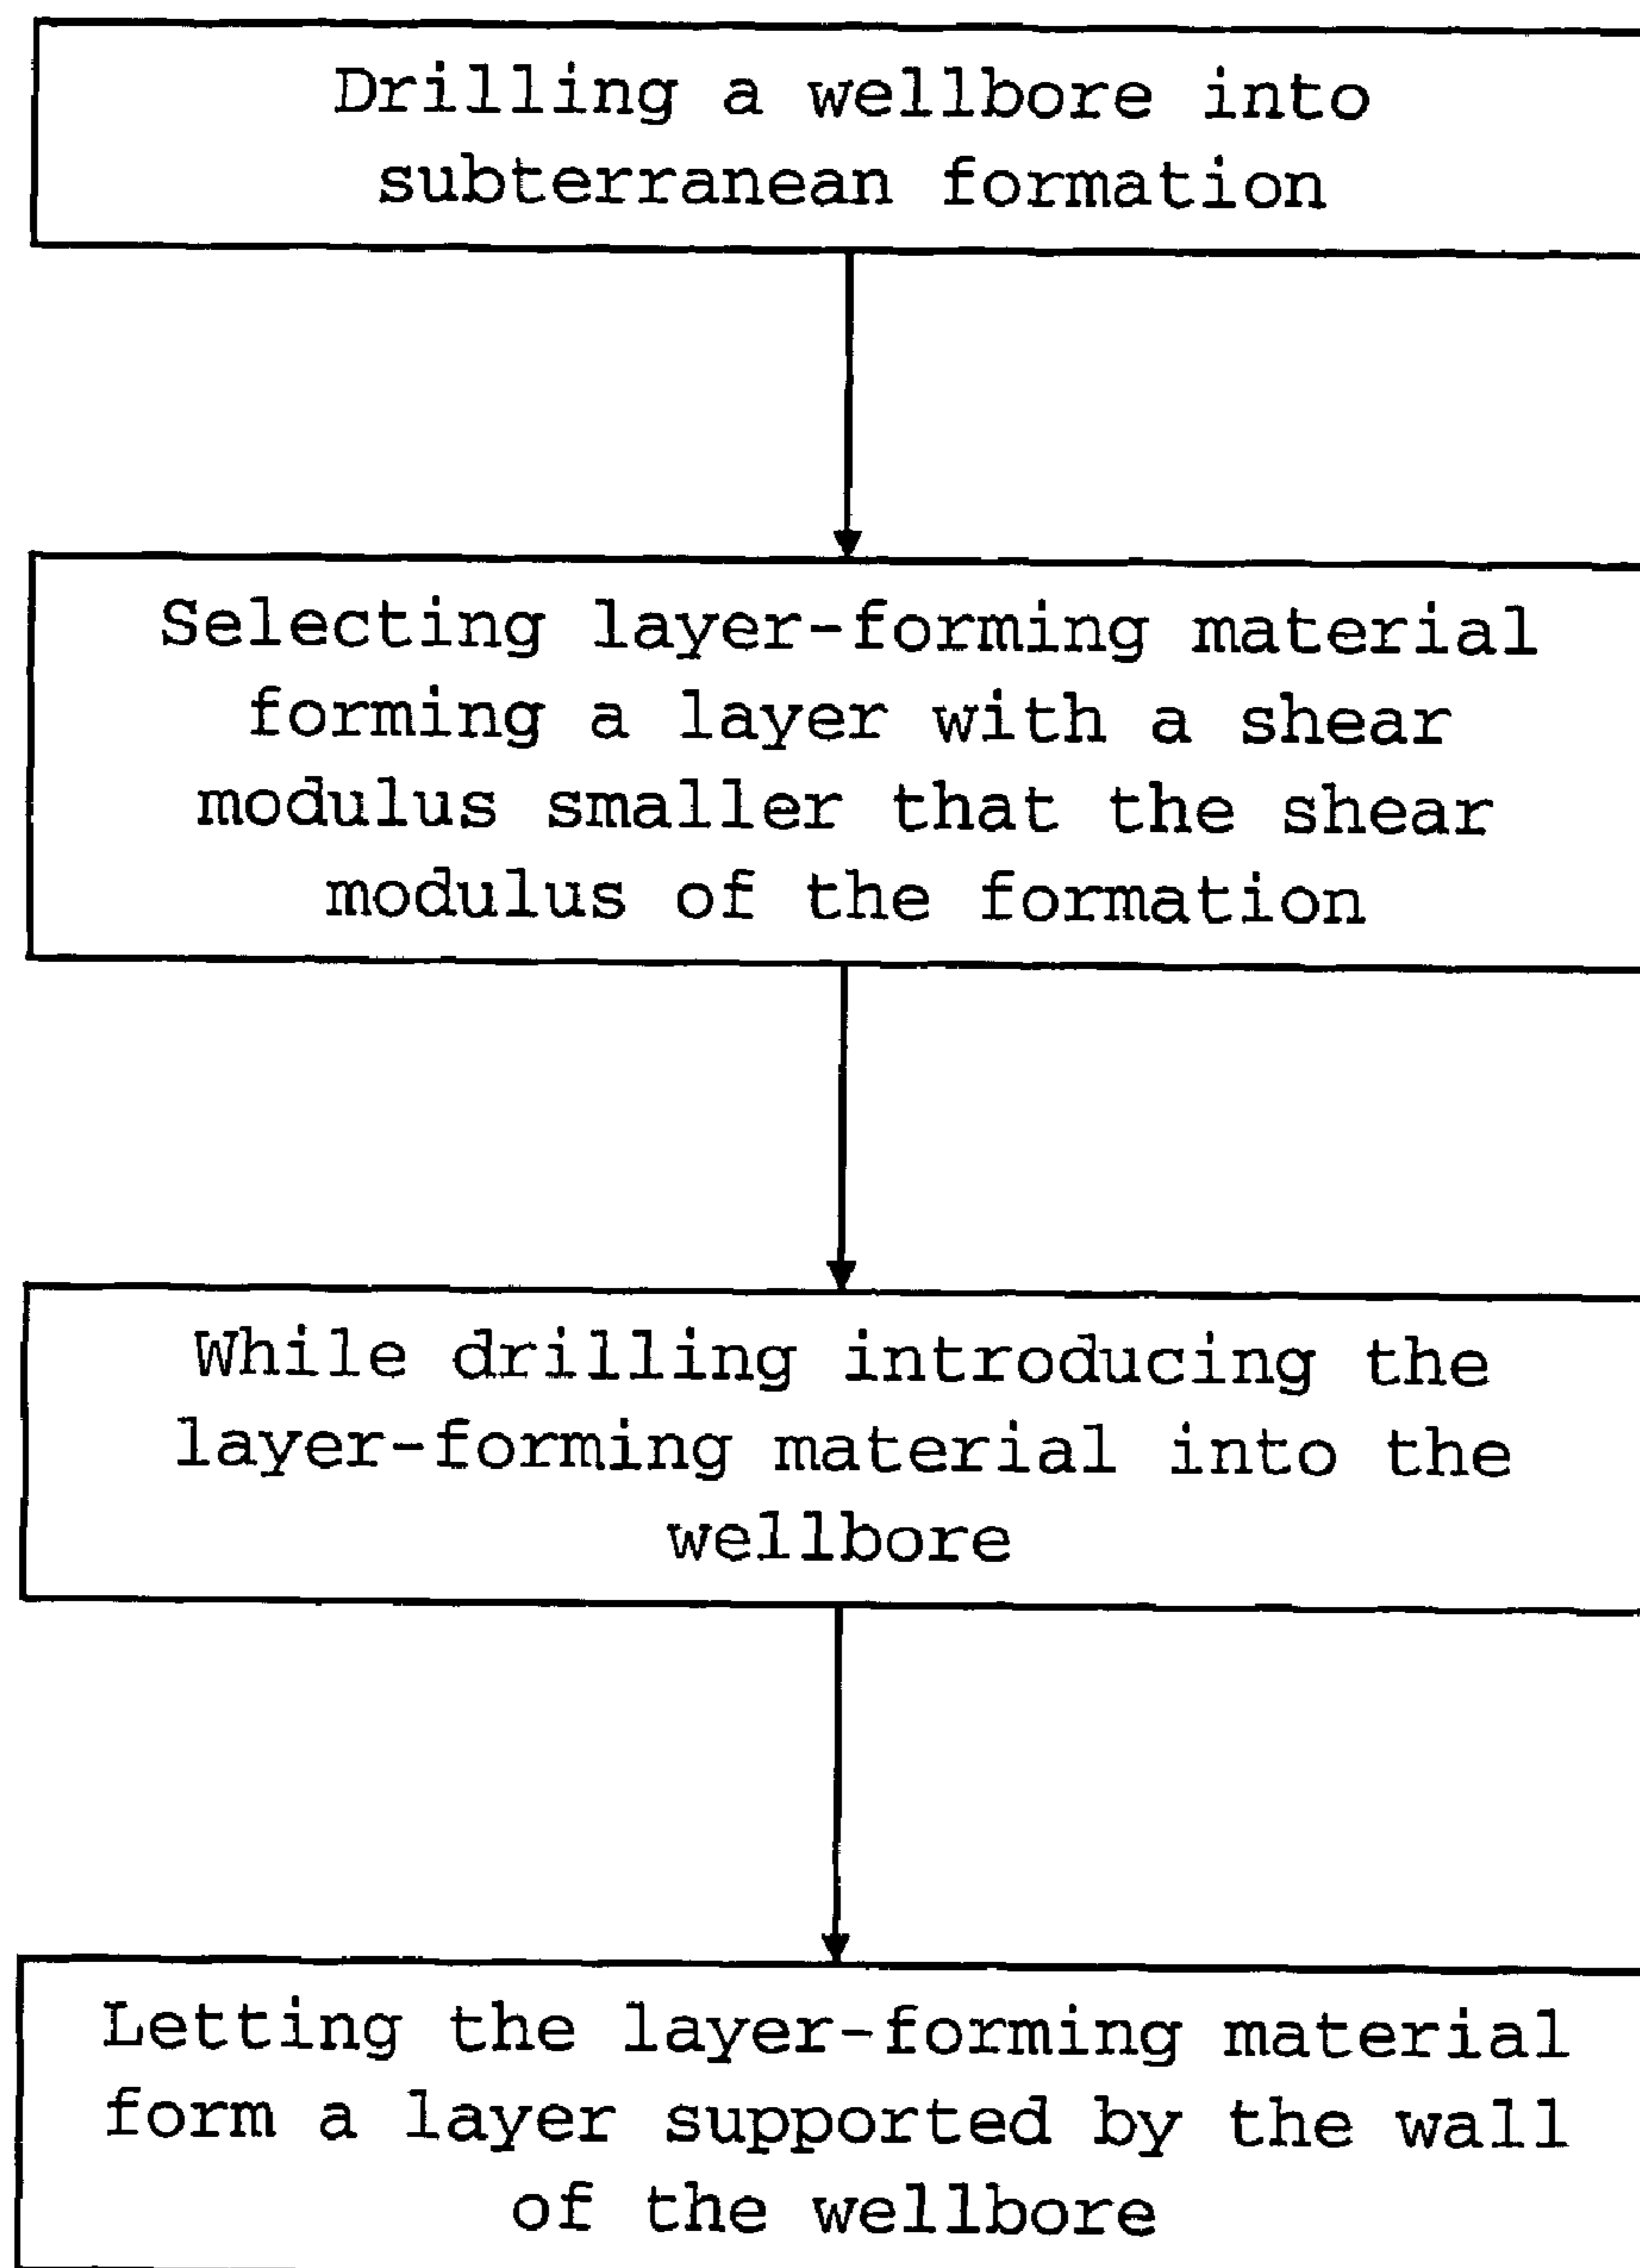 Drilling a wellbore into
subterranean formation
Selecting layer-forming material
forming a layer with a shear
modulus smaller that the shear
modulus of the formation
While drilling introducing the
layer-forming material into the
wellbore
Letting the layer-forming material
form a layer supported by the wall
of the wellbore